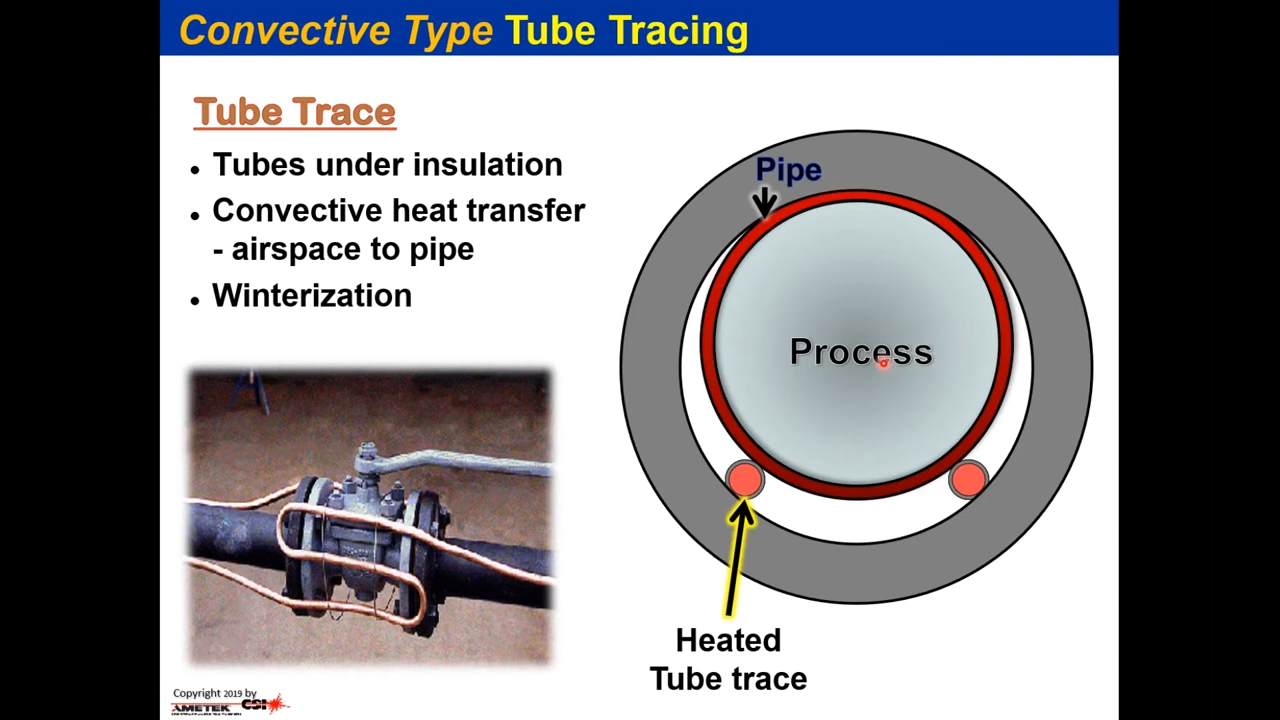 Convective Type Tube Tracing
Tube Trace
Tubes under insulation
Convective heat transfer
- airspace to pipe
Winterization
Pipe
Process
Heated
Tube trace
Copyright 2019 by
AMETEK CSI